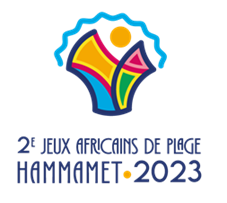 2E JEUX AFRICAINS DE PLAGE
HAMMAMET•2023